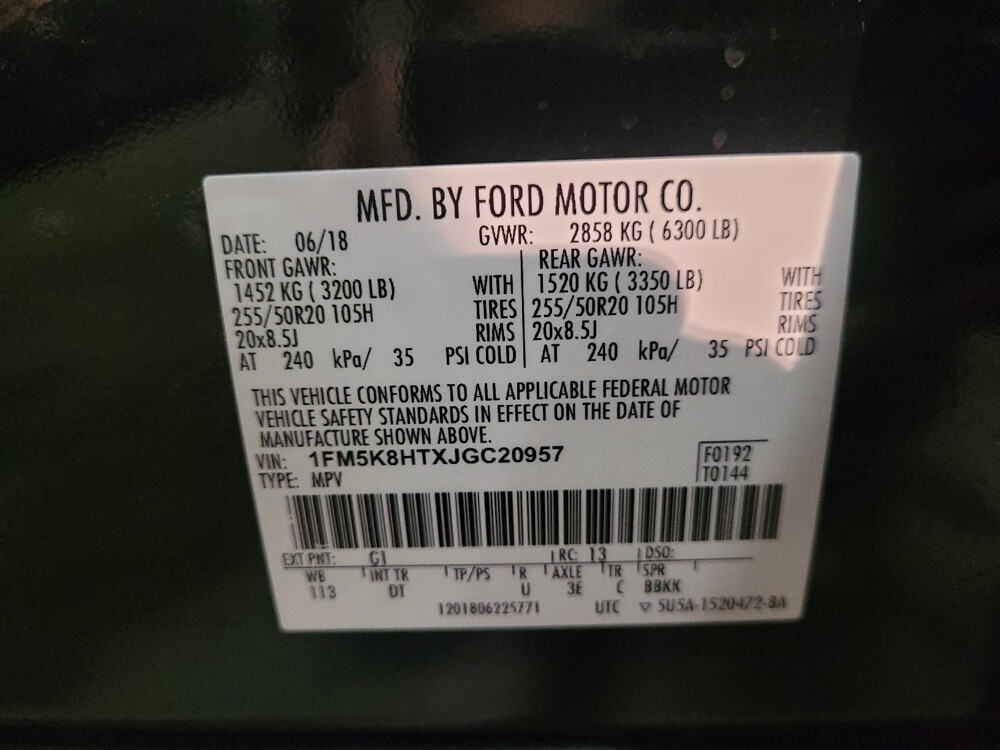 MFD. BY FORD MOTOR CO.
DATE: 06/18 GVWR: 2858 KG ( 6300 LB)
FRONT GAWR: REAR GAWR:
1452 KG ( 3200 LB) WITH 1520 KG ( 3350 LB) WITH
255/50R20 105H TIRES 255/50R20 105H TIRES
20x8.5J RIMS 20x8.5J RIMS
AT 240 kPa/ 35 PSI COLD AT 240 kPa/ 35 PSI COLD
THIS VEHICLE CONFORMS TO ALL APPLICABLE FEDERAL MOTOR
VEHICLE SAFETY STANDARDS IN EFFECT ON THE DATE OF
MANUFACTURE SHOWN ABOVE.
VIN: 1FM5K8HTXJGC20957 F0192
TYPE: MPV T0144
EXT PNT: G1 RC: 13 DSO:
WB INT TR TP/PS R AXLE TR SPR
113 DT U 3E C BBKK
1201806225771 UTC ▽ 5U5A-1520472-BA